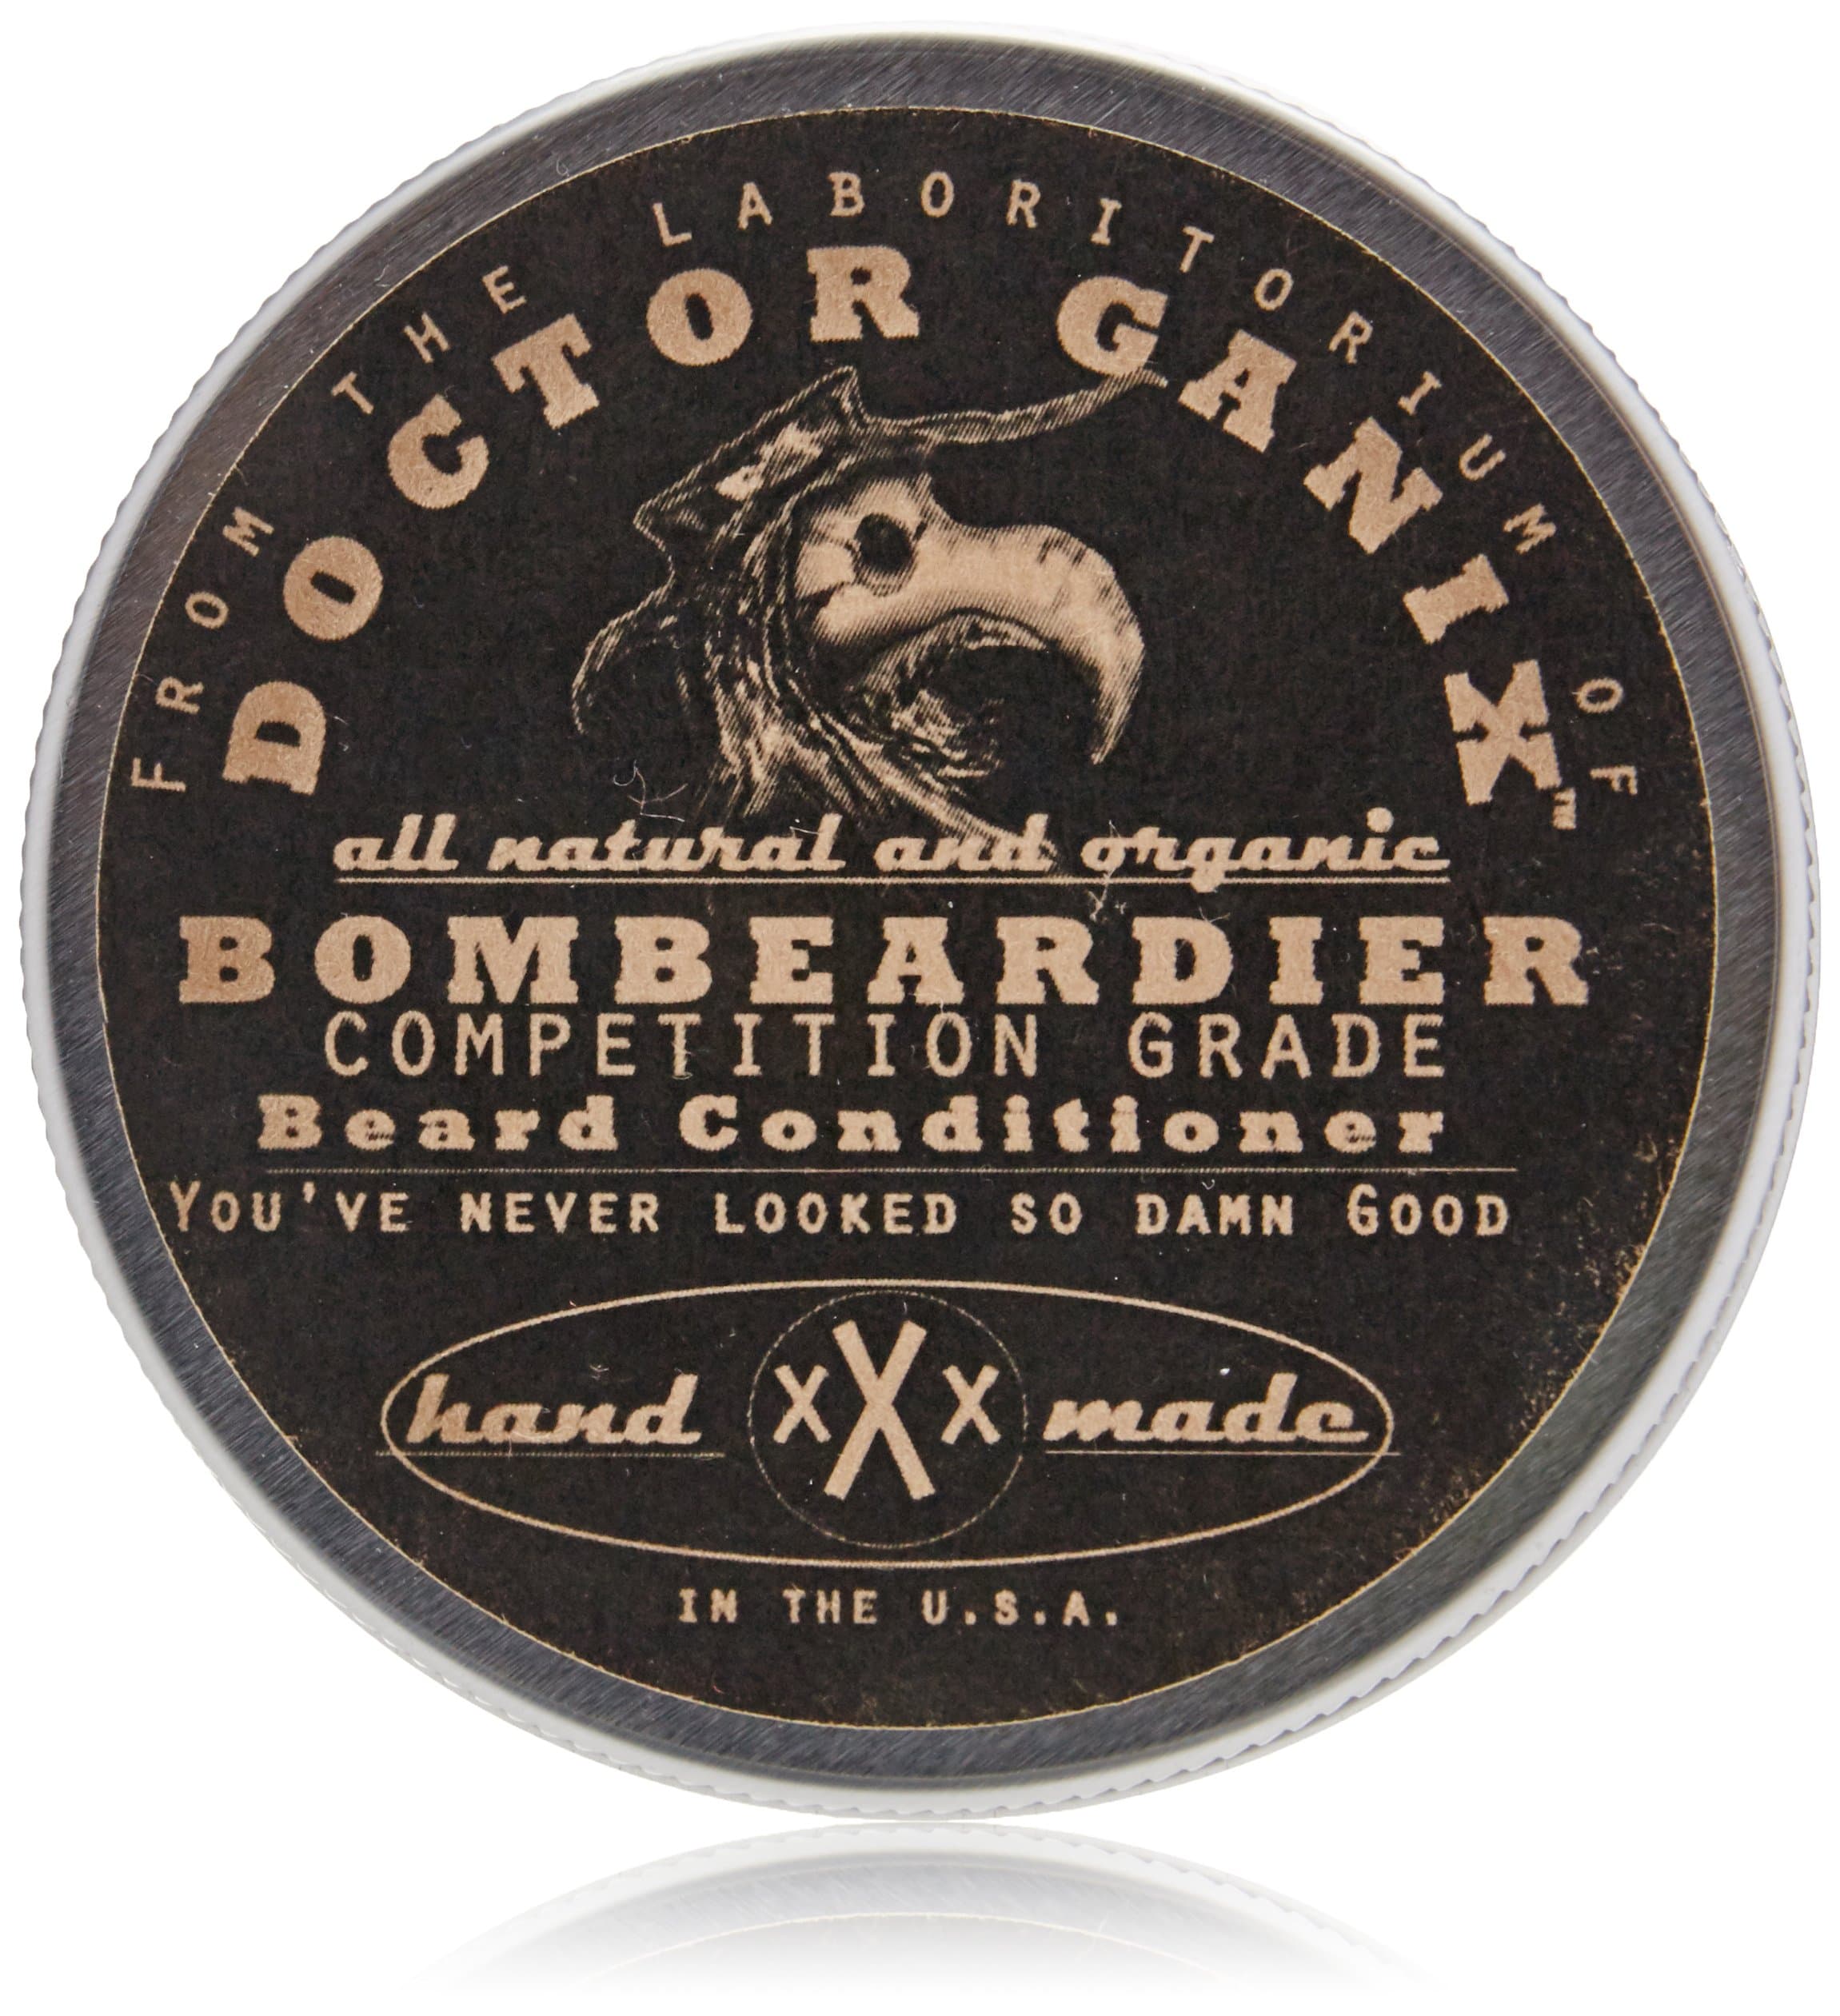 FROM THE LABORITORIUM OF
DOCTOR GANIX™
all natural and organic
BOMBEARDIER
COMPETITION GRADE
Beard Conditioner
YOU'VE NEVER LOOKED SO DAMN GOOD
hand xXx made
IN THE U.S.A.